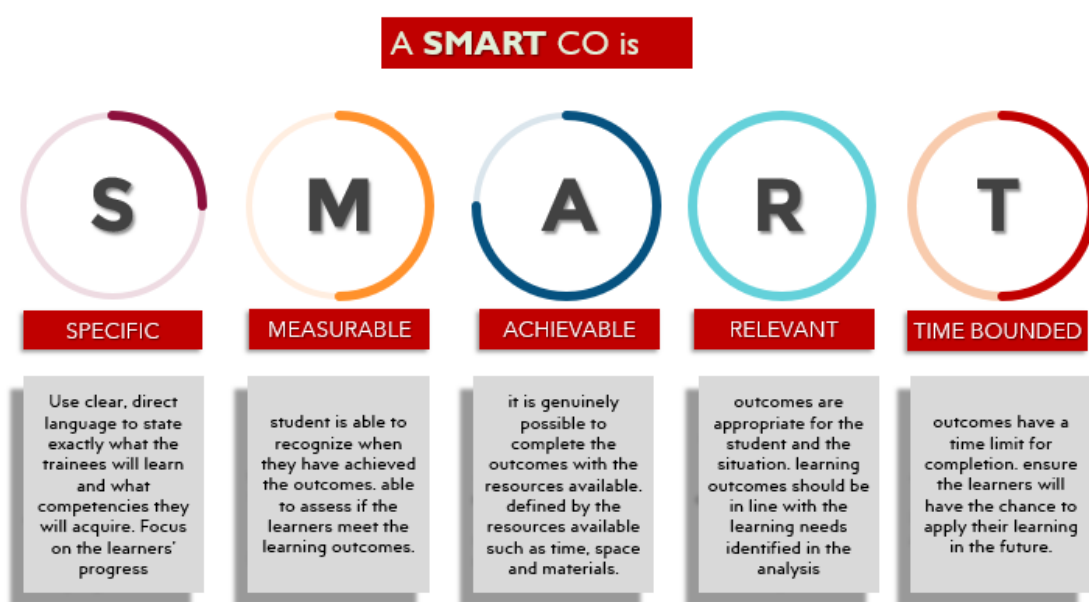 A SMART CO is
S
M
A
R
T
SPECIFIC
MEASURABLE
ACHIEVABLE
RELEVANT
TIME BOUNDED
Use clear, direct
language to state
exactly what the
trainees will learn
and what
competencies they
will acquire. Focus
on the learners'
progress
student is able to
recognize when
they have achieved
the outcomes. able
to assess if the
learners meet the
learning outcomes.
it is genuinely
possible to
complete the
outcomes with the
resources available.
defined by the
resources available
such as time, space
and materials.
outcomes are
appropriate for the
student and the
situation. learning
outcomes should be
in line with the
learning needs
identified in the
analysis
outcomes have a
time limit for
completion. ensure
the learners will
have the chance to
apply their learning
in the future.